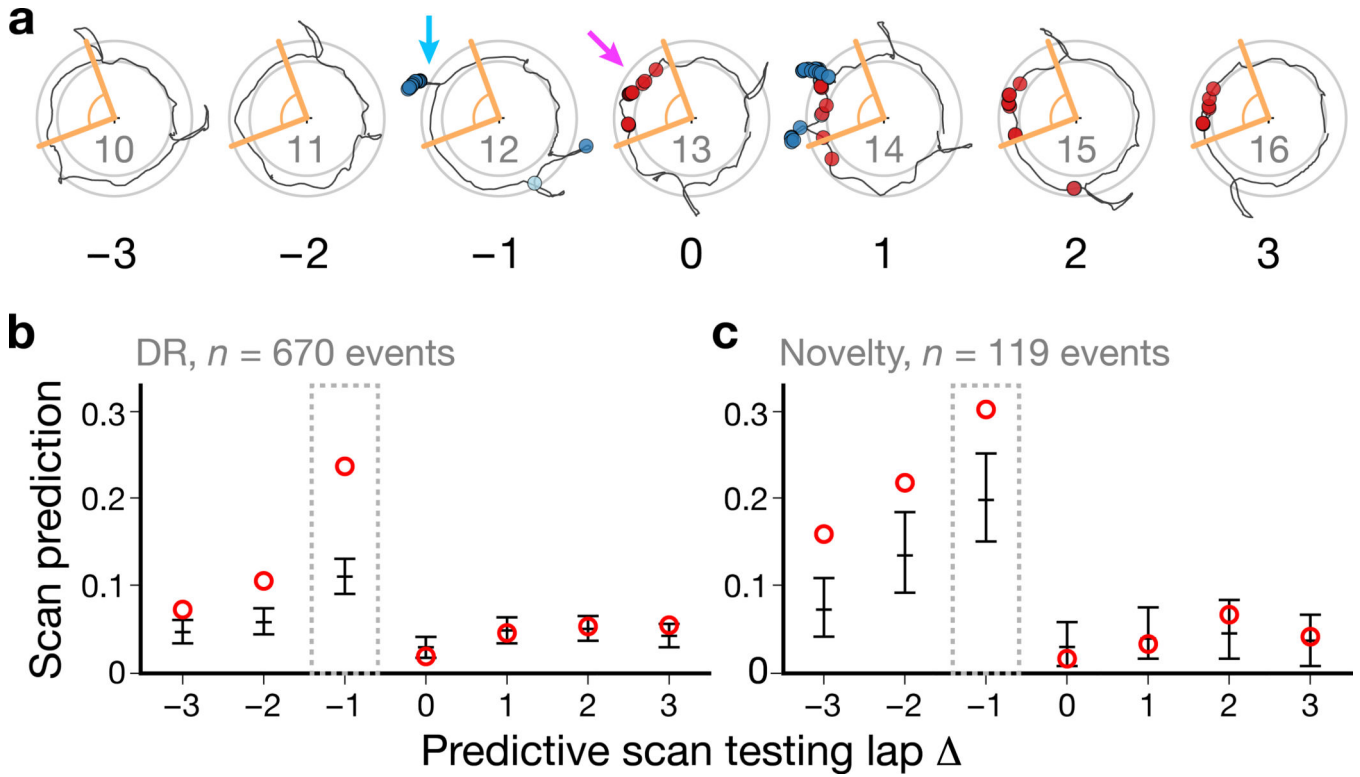 a
10 11 12 13 14 15 16
−3 −2 −1 0 1 2 3
b
DR, n = 670 events
Scan prediction
0.3
0.2
0.1
0
−3 −2 −1 0 1 2 3
c
Novelty, n = 119 events
0.3
0.2
0.1
0
−3 −2 −1 0 1 2 3
Predictive scan testing lap Δ